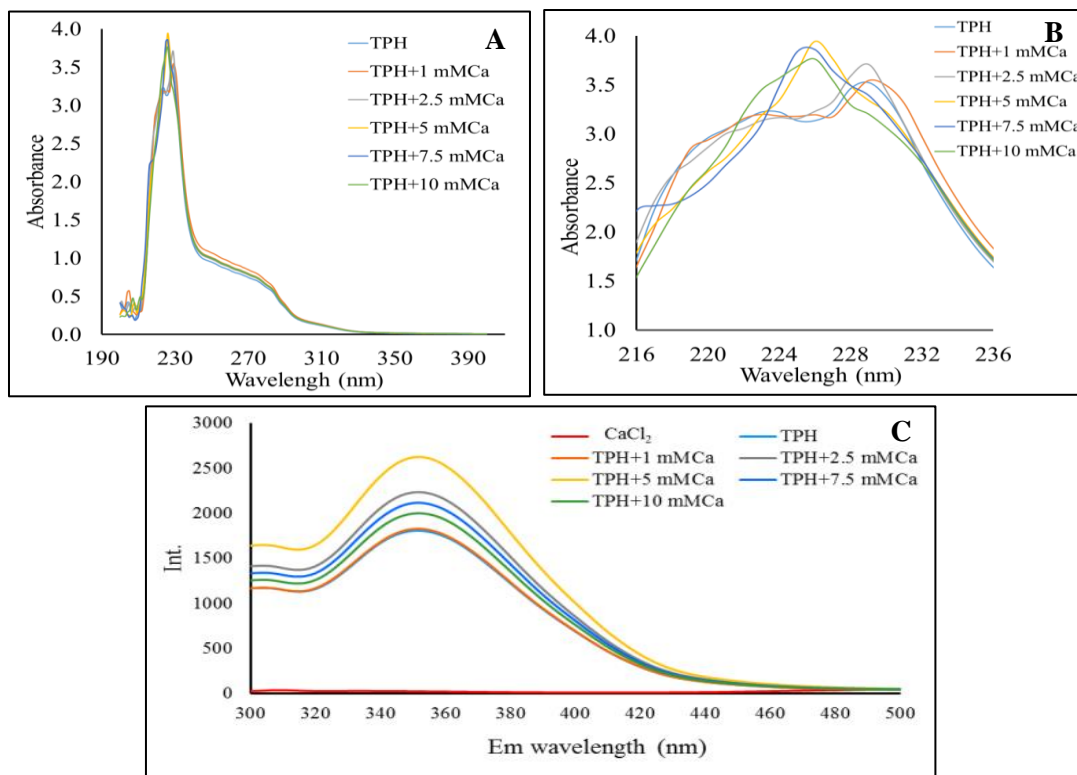 A
4.0
3.5
3.0
2.5
2.0
1.5
1.0
0.5
0.0
Absorbance
190 230 270 310 350 390
Wavelengh (nm)
TPH
TPH+1 mMCa
TPH+2.5 mMCa
TPH+5 mMCa
TPH+7.5 mMCa
TPH+10 mMCa
B
4.0
3.5
3.0
2.5
2.0
1.5
1.0
Absorbance
216 220 224 228 232 236
Wavelengh (nm)
TPH
TPH+1 mMCa
TPH+2.5 mMCa
TPH+5 mMCa
TPH+7.5 mMCa
TPH+10 mMCa
C
3000
2500
2000
1500
1000
500
0
Int.
300 320 340 360 380 400 420 440 460 480 500
Em wavelength (nm)
CaCl₂ TPH
TPH+1 mMCa TPH+2.5 mMCa
TPH+5 mMCa TPH+7.5 mMCa
TPH+10 mMCa